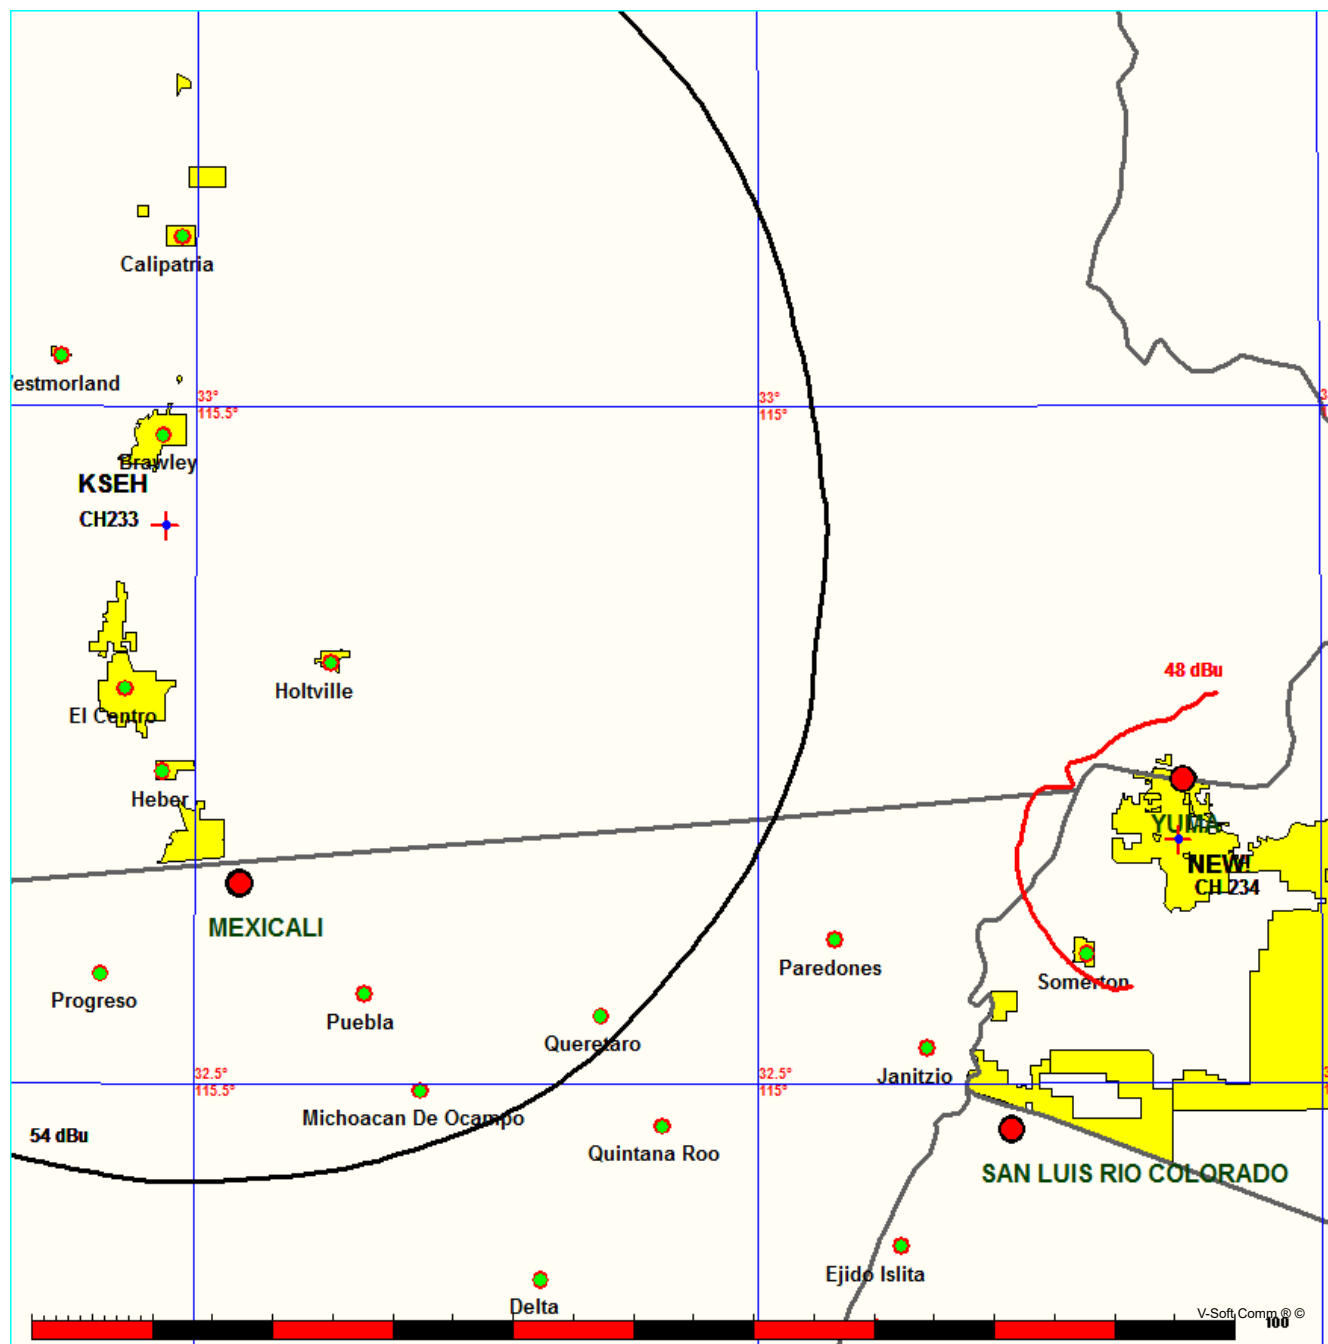 Calipatria
estmorland
33°
115.5°
33°
115°
Brawley
KSEH
CH233
Holtville
El Centro
48 dBu
Heber
YUMA
NEW!
CH 234
MEXICALI
Paredones
Somerton
Progreso
Puebla
Queretaro
Janitzio
32.5°
115.5°
32.5°
115°
Michoacan De Ocampo
54 dBu
Quintana Roo
SAN LUIS RIO COLORADO
Ejido Islita
Delta
V-Soft Comm ® ©
100